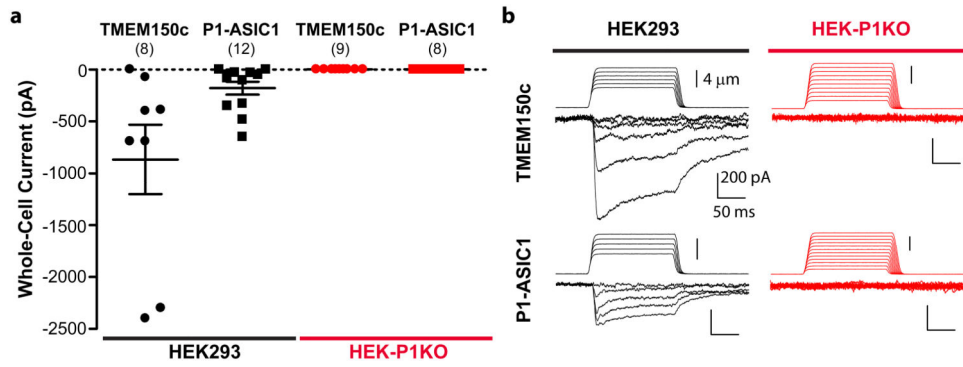 a
TMEM150c P1-ASIC1 TMEM150c P1-ASIC1
(8) (12) (9) (8)
Whole-Cell Current (pA)
0
-500
-1000
-1500
-2000
-2500
HEK293 HEK-P1KO
b
HEK293 HEK-P1KO
TMEM150c
4 μm
200 pA
50 ms
P1-ASIC1